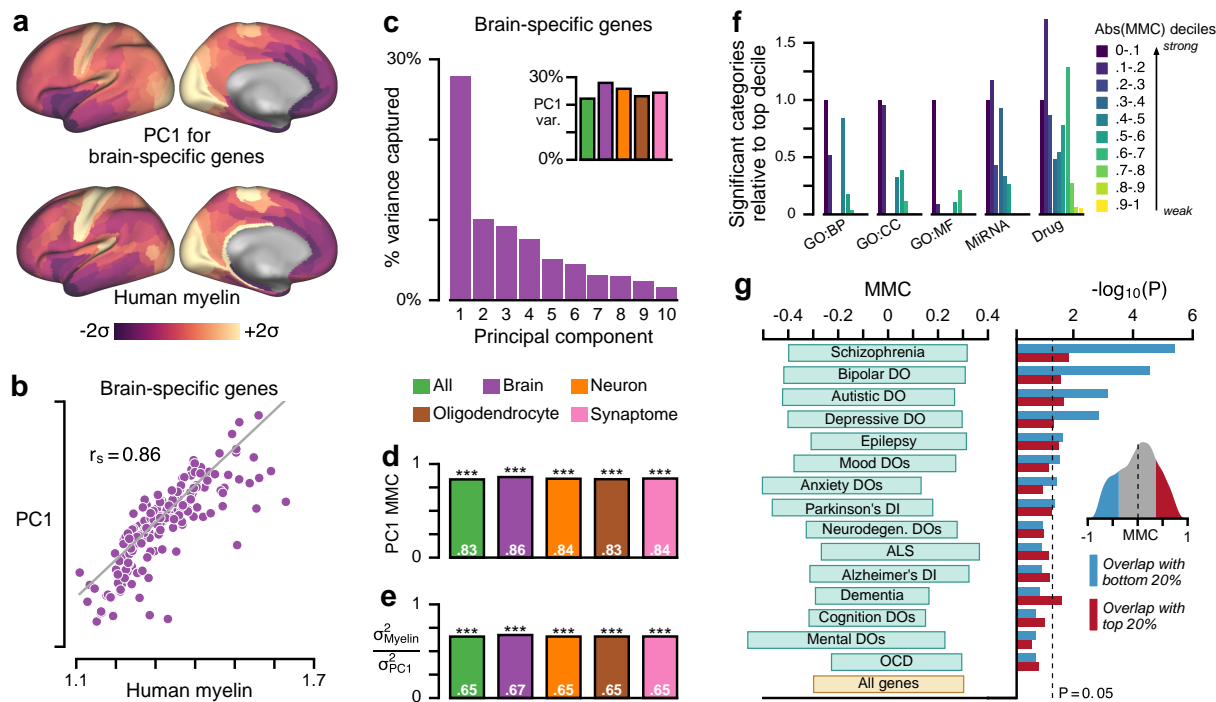 a
PC1 for
brain-specific genes
Human myelin
-2σ
+2σ
b
Brain-specific genes
rs = 0.86
PC1
1.1
1.7
Human myelin
c
Brain-specific genes
30%
0%
% variance captured
30%
PC1
var.
0%
1 2 3 4 5 6 7 8 9 10
Principal component
All
Brain
Neuron
Oligodendrocyte
Synaptome
d
1
0
PC1 MMC
*** *** *** *** ***
.83 .86 .84 .83 .84
e
1
0
σ²Myelin
σ²PC1
*** *** *** *** ***
.65 .67 .65 .65 .65
f
Significant categories
relative to top decile
1.5
1.0
0.5
0
GO:BP
GO:CC
GO:MF
MiRNA
Drug
Abs(MMC) deciles
0-.1
.1-.2
.2-.3
.3-.4
.4-.5
.5-.6
.6-.7
.7-.8
.8-.9
.9-1
strong
weak
g
MMC
-0.4 -0.2 0 0.2 0.4
-log10(P)
2 4 6
Schizophrenia
Bipolar DO
Autistic DO
Depressive DO
Epilepsy
Mood DOs
Anxiety DOs
Parkinson's DI
Neurodegen. DOs
ALS
Alzheimer's DI
Dementia
Cognition DOs
Mental DOs
OCD
All genes
-1
MMC
1
Overlap with
bottom 20%
Overlap with
top 20%
P = 0.05